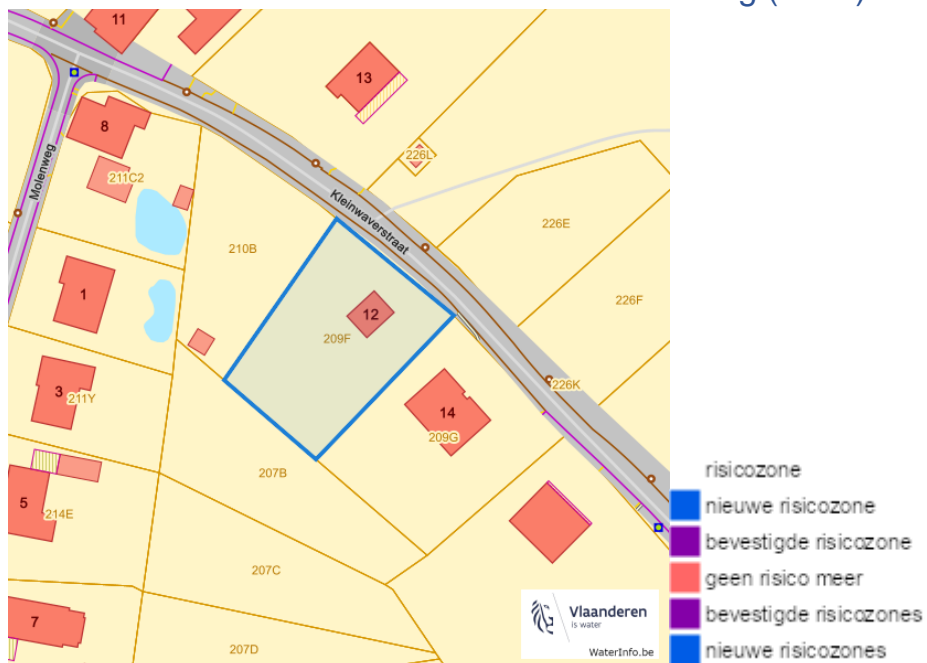 11
13
8
226L
211C2
Molenweg
Kleinwaverstraat
210B
226E
1
226F
12
209F
226K
3
211Y
14
209G
207B
5
214E
207C
7
207D
Vlaanderen
is water
WaterInfo.be
risicozone
nieuwe risicozone
bevestigde risicozone
geen risico meer
bevestigde risicozones
nieuwe risicozones